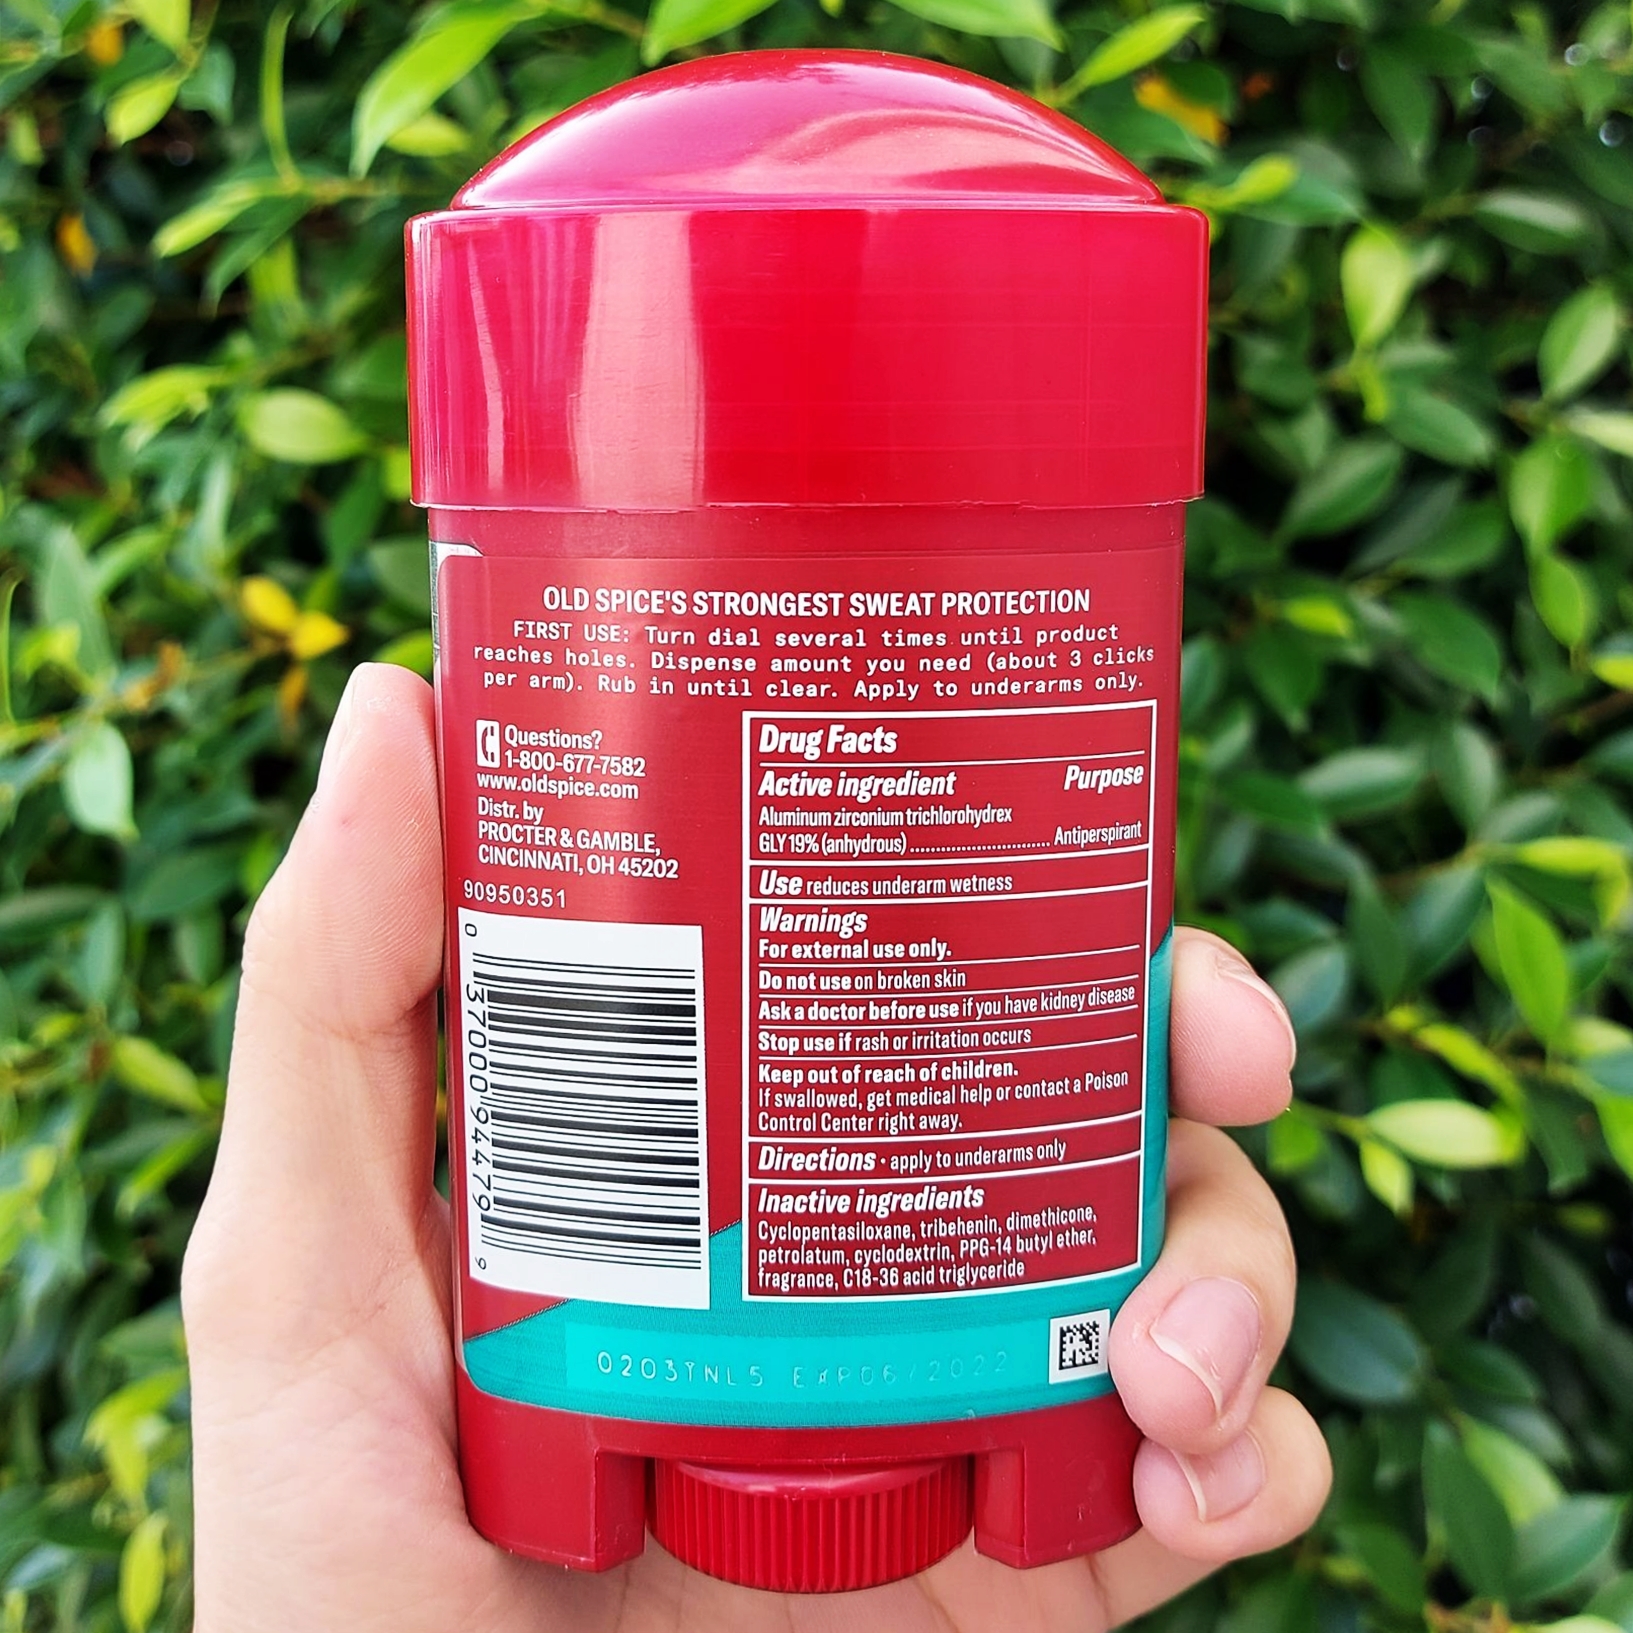 OLD SPICE'S STRONGEST SWEAT PROTECTION
FIRST USE: Turn dial several times until product
reaches holes. Dispense amount you need (about 3 clicks
per arm). Rub in until clear. Apply to underarms only.
Questions?
1-800-677-7582
www.oldspice.com
Distr. by
PROCTER & GAMBLE,
CINCINNATI, OH 45202
90950351
0 37000 94479 9
Drug Facts
Active ingredient Purpose
Aluminum zirconium trichlorohydrex
GLY 19% (anhydrous) ............................ Antiperspirant
Use reduces underarm wetness
Warnings
For external use only.
Do not use on broken skin
Ask a doctor before use if you have kidney disease
Stop use if rash or irritation occurs
Keep out of reach of children.
If swallowed, get medical help or contact a Poison
Control Center right away.
Directions • apply to underarms only
Inactive ingredients
Cyclopentasiloxane, tribehenin, dimethicone,
petrolatum, cyclodextrin, PPG-14 butyl ether,
fragrance, C18-36 acid triglyceride
0203TNL5 EXP06/2022